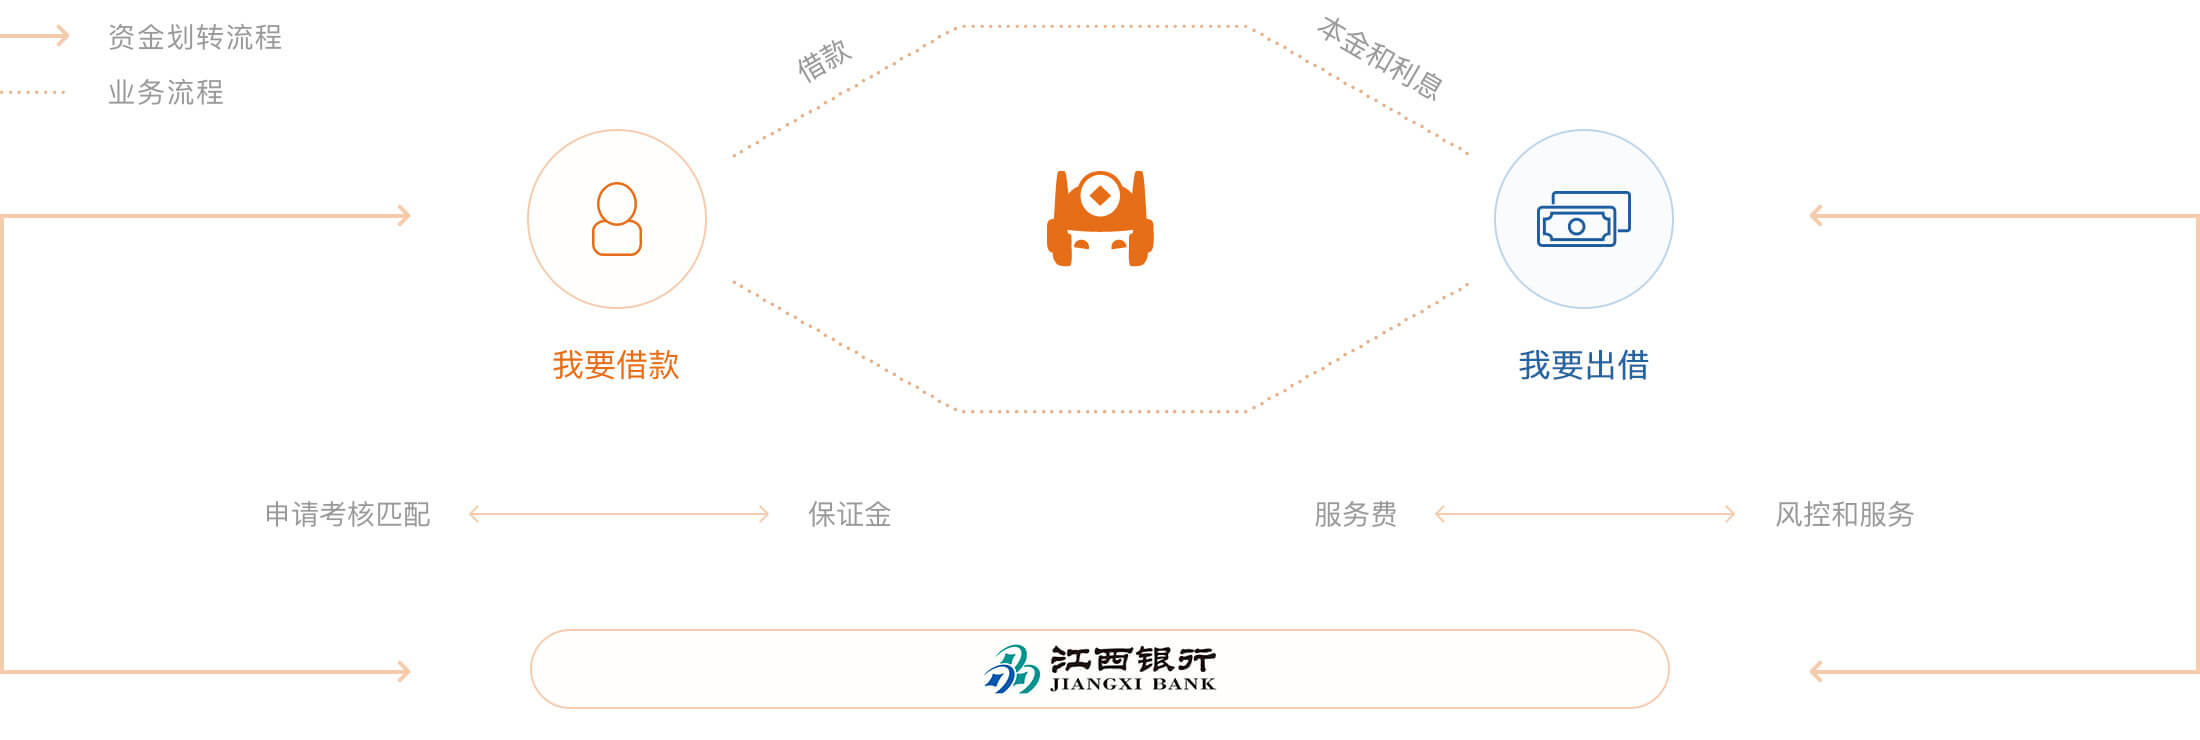 资金划转流程
业务流程
借款
本金和利息
我要借款
我要出借
申请考核匹配
保证金
服务费
风控和服务
江西银行
JIANGXI BANK